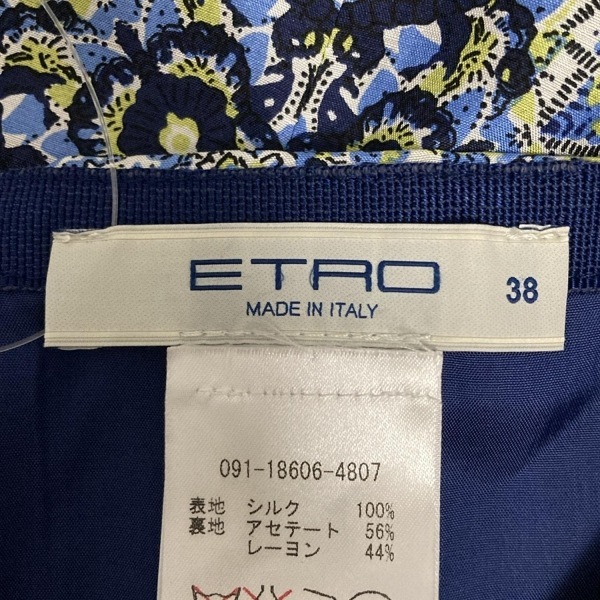 ETRO
MADE IN ITALY
38
091-18606-4807
表地 シルク 100%
裏地 アセテート 56%
レーヨン 44%